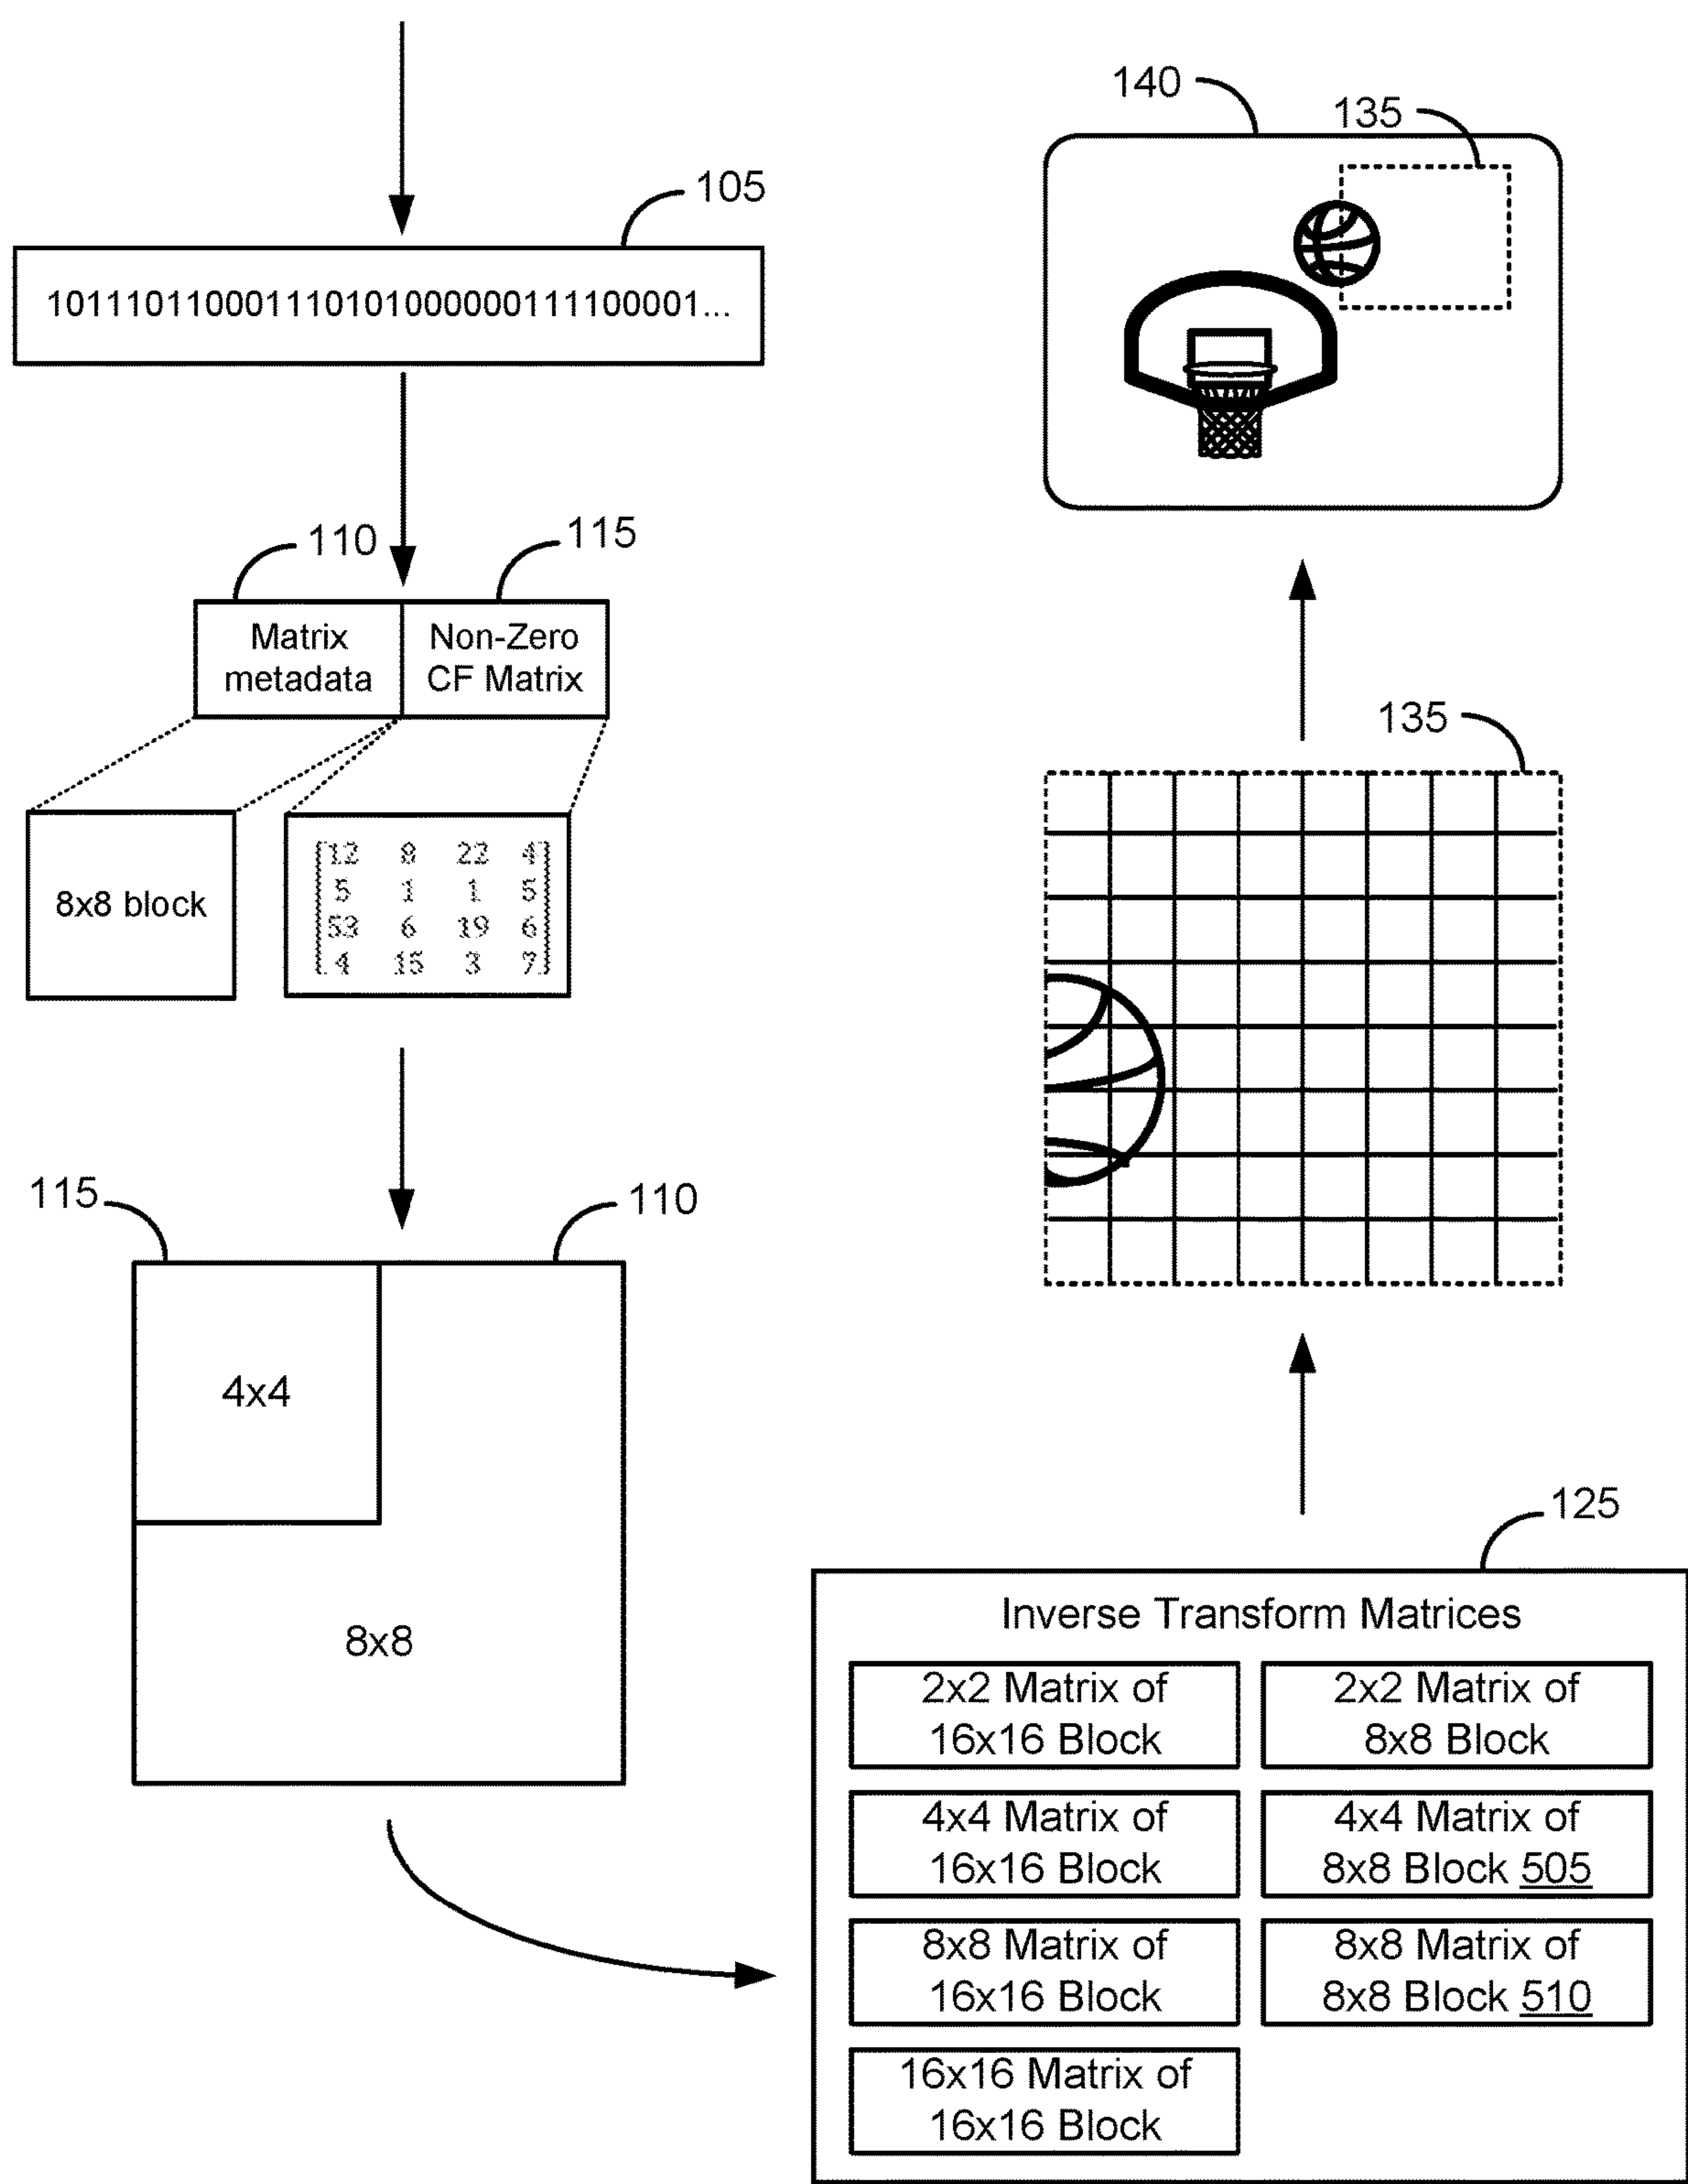 105
101110110001110101000000111100001...
110
115
Matrix
metadata
Non-Zero
CF Matrix
8x8 block
12 8 22 4
5 1 1 5
53 6 19 6
4 15 3 7
115
110
4x4
8x8
140
135
135
125
Inverse Transform Matrices
2x2 Matrix of
16x16 Block
2x2 Matrix of
8x8 Block
4x4 Matrix of
16x16 Block
4x4 Matrix of
8x8 Block 505
8x8 Matrix of
16x16 Block
8x8 Matrix of
8x8 Block 510
16x16 Matrix of
16x16 Block